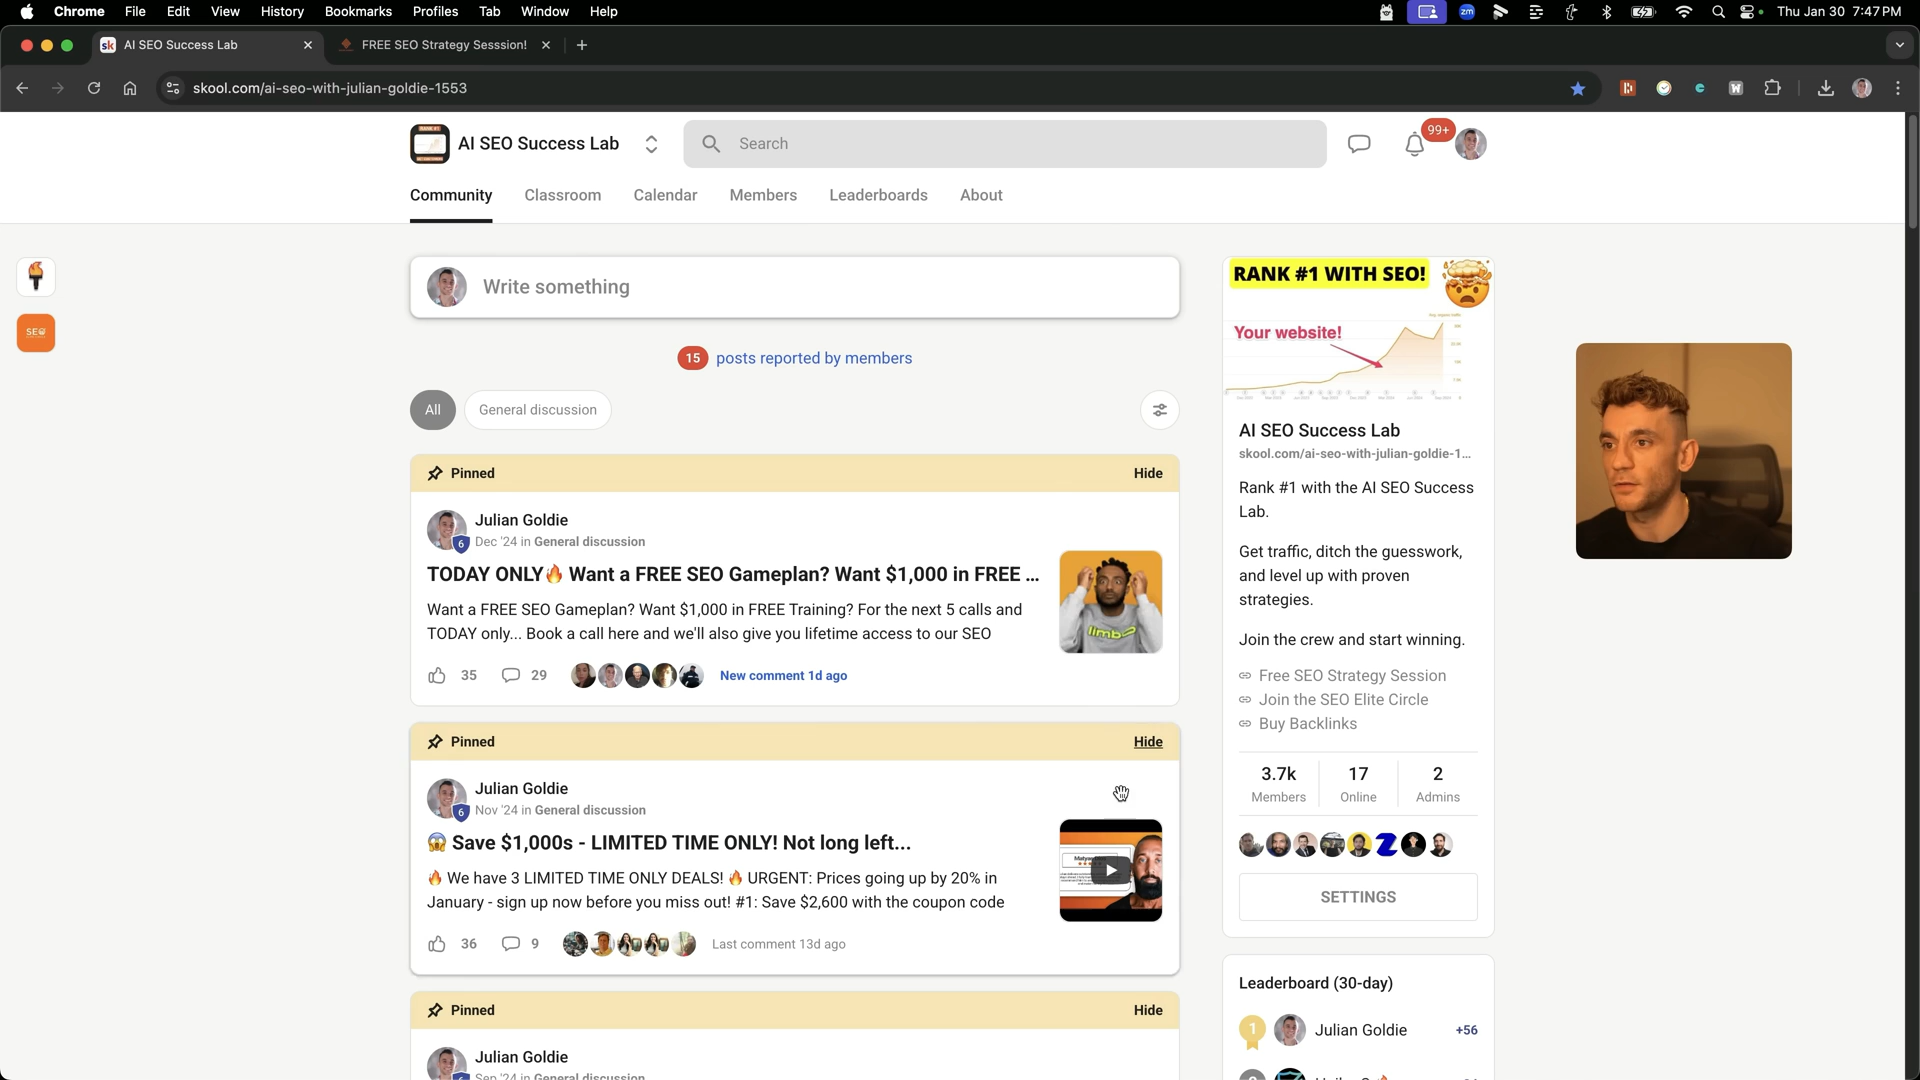 Chrome File Edit View History Bookmarks Profiles Tab Window Help
zm
Thu Jan 30 7:47 PM
sk AI SEO Success Lab
FREE SEO Strategy Sesssion!
skool.com/ai-seo-with-julian-goldie-1553
AI SEO Success Lab
Search
99+
Community Classroom Calendar Members Leaderboards About
Write something
15 posts reported by members
All General discussion
Pinned Hide
Julian Goldie
6
Dec '24 in General discussion
TODAY ONLY🔥 Want a FREE SEO Gameplan? Want $1,000 in FREE ...
Want a FREE SEO Gameplan? Want $1,000 in FREE Training? For the next 5 calls and
TODAY only... Book a call here and we'll also give you lifetime access to our SEO
limb
35 29 New comment 1d ago
Pinned Hide
Julian Goldie
6
Nov '24 in General discussion
😱 Save $1,000s - LIMITED TIME ONLY! Not long left...
🔥 We have 3 LIMITED TIME ONLY DEALS! 🔥 URGENT: Prices going up by 20% in
January - sign up now before you miss out! #1: Save $2,600 with the coupon code
36 9 Last comment 13d ago
Pinned Hide
Julian Goldie
Sep '24 in General discussion
SEO
RANK #1 WITH SEO!
Your website!
AI SEO Success Lab
skool.com/ai-seo-with-julian-goldie-1...
Rank #1 with the AI SEO Success
Lab.
Get traffic, ditch the guesswork,
and level up with proven
strategies.
Join the crew and start winning.
Free SEO Strategy Session
Join the SEO Elite Circle
Buy Backlinks
3.7k 17 2
Members Online Admins
SETTINGS
Leaderboard (30-day)
1 Julian Goldie +56